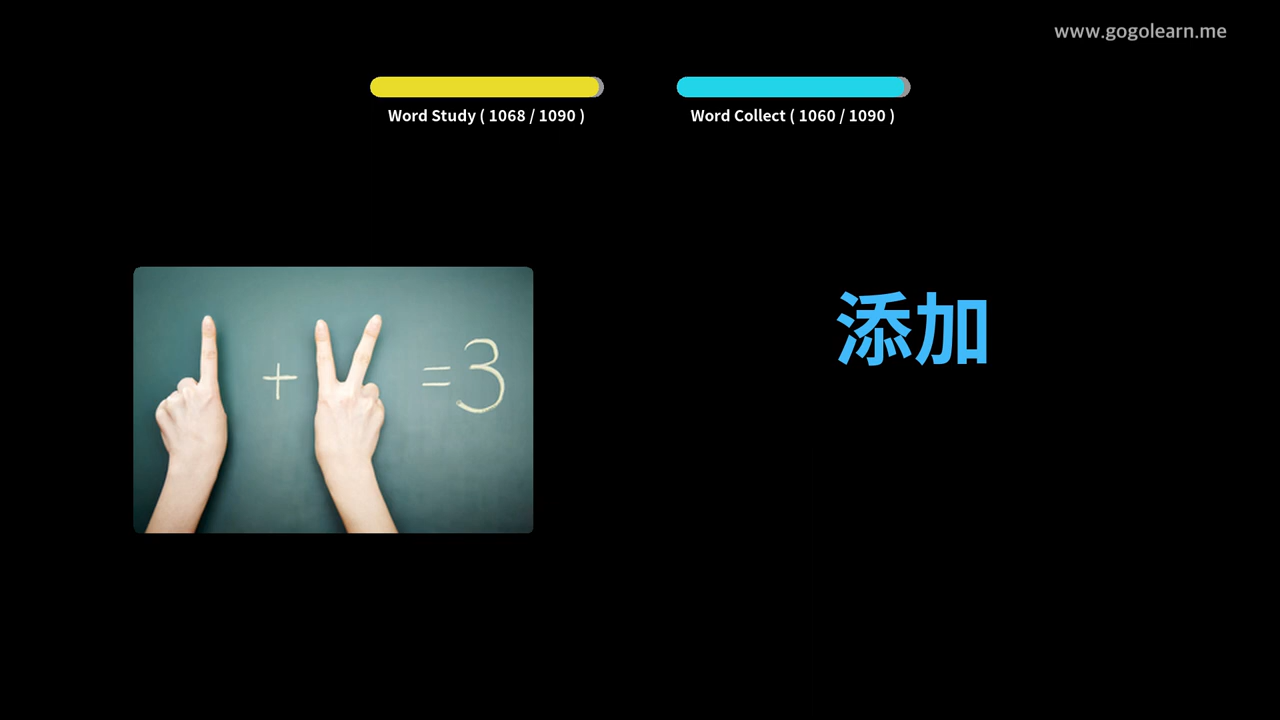 www.gogolearn.me
Word Study ( 1068 / 1090 )
Word Collect ( 1060 / 1090 )
添加
+ = 3